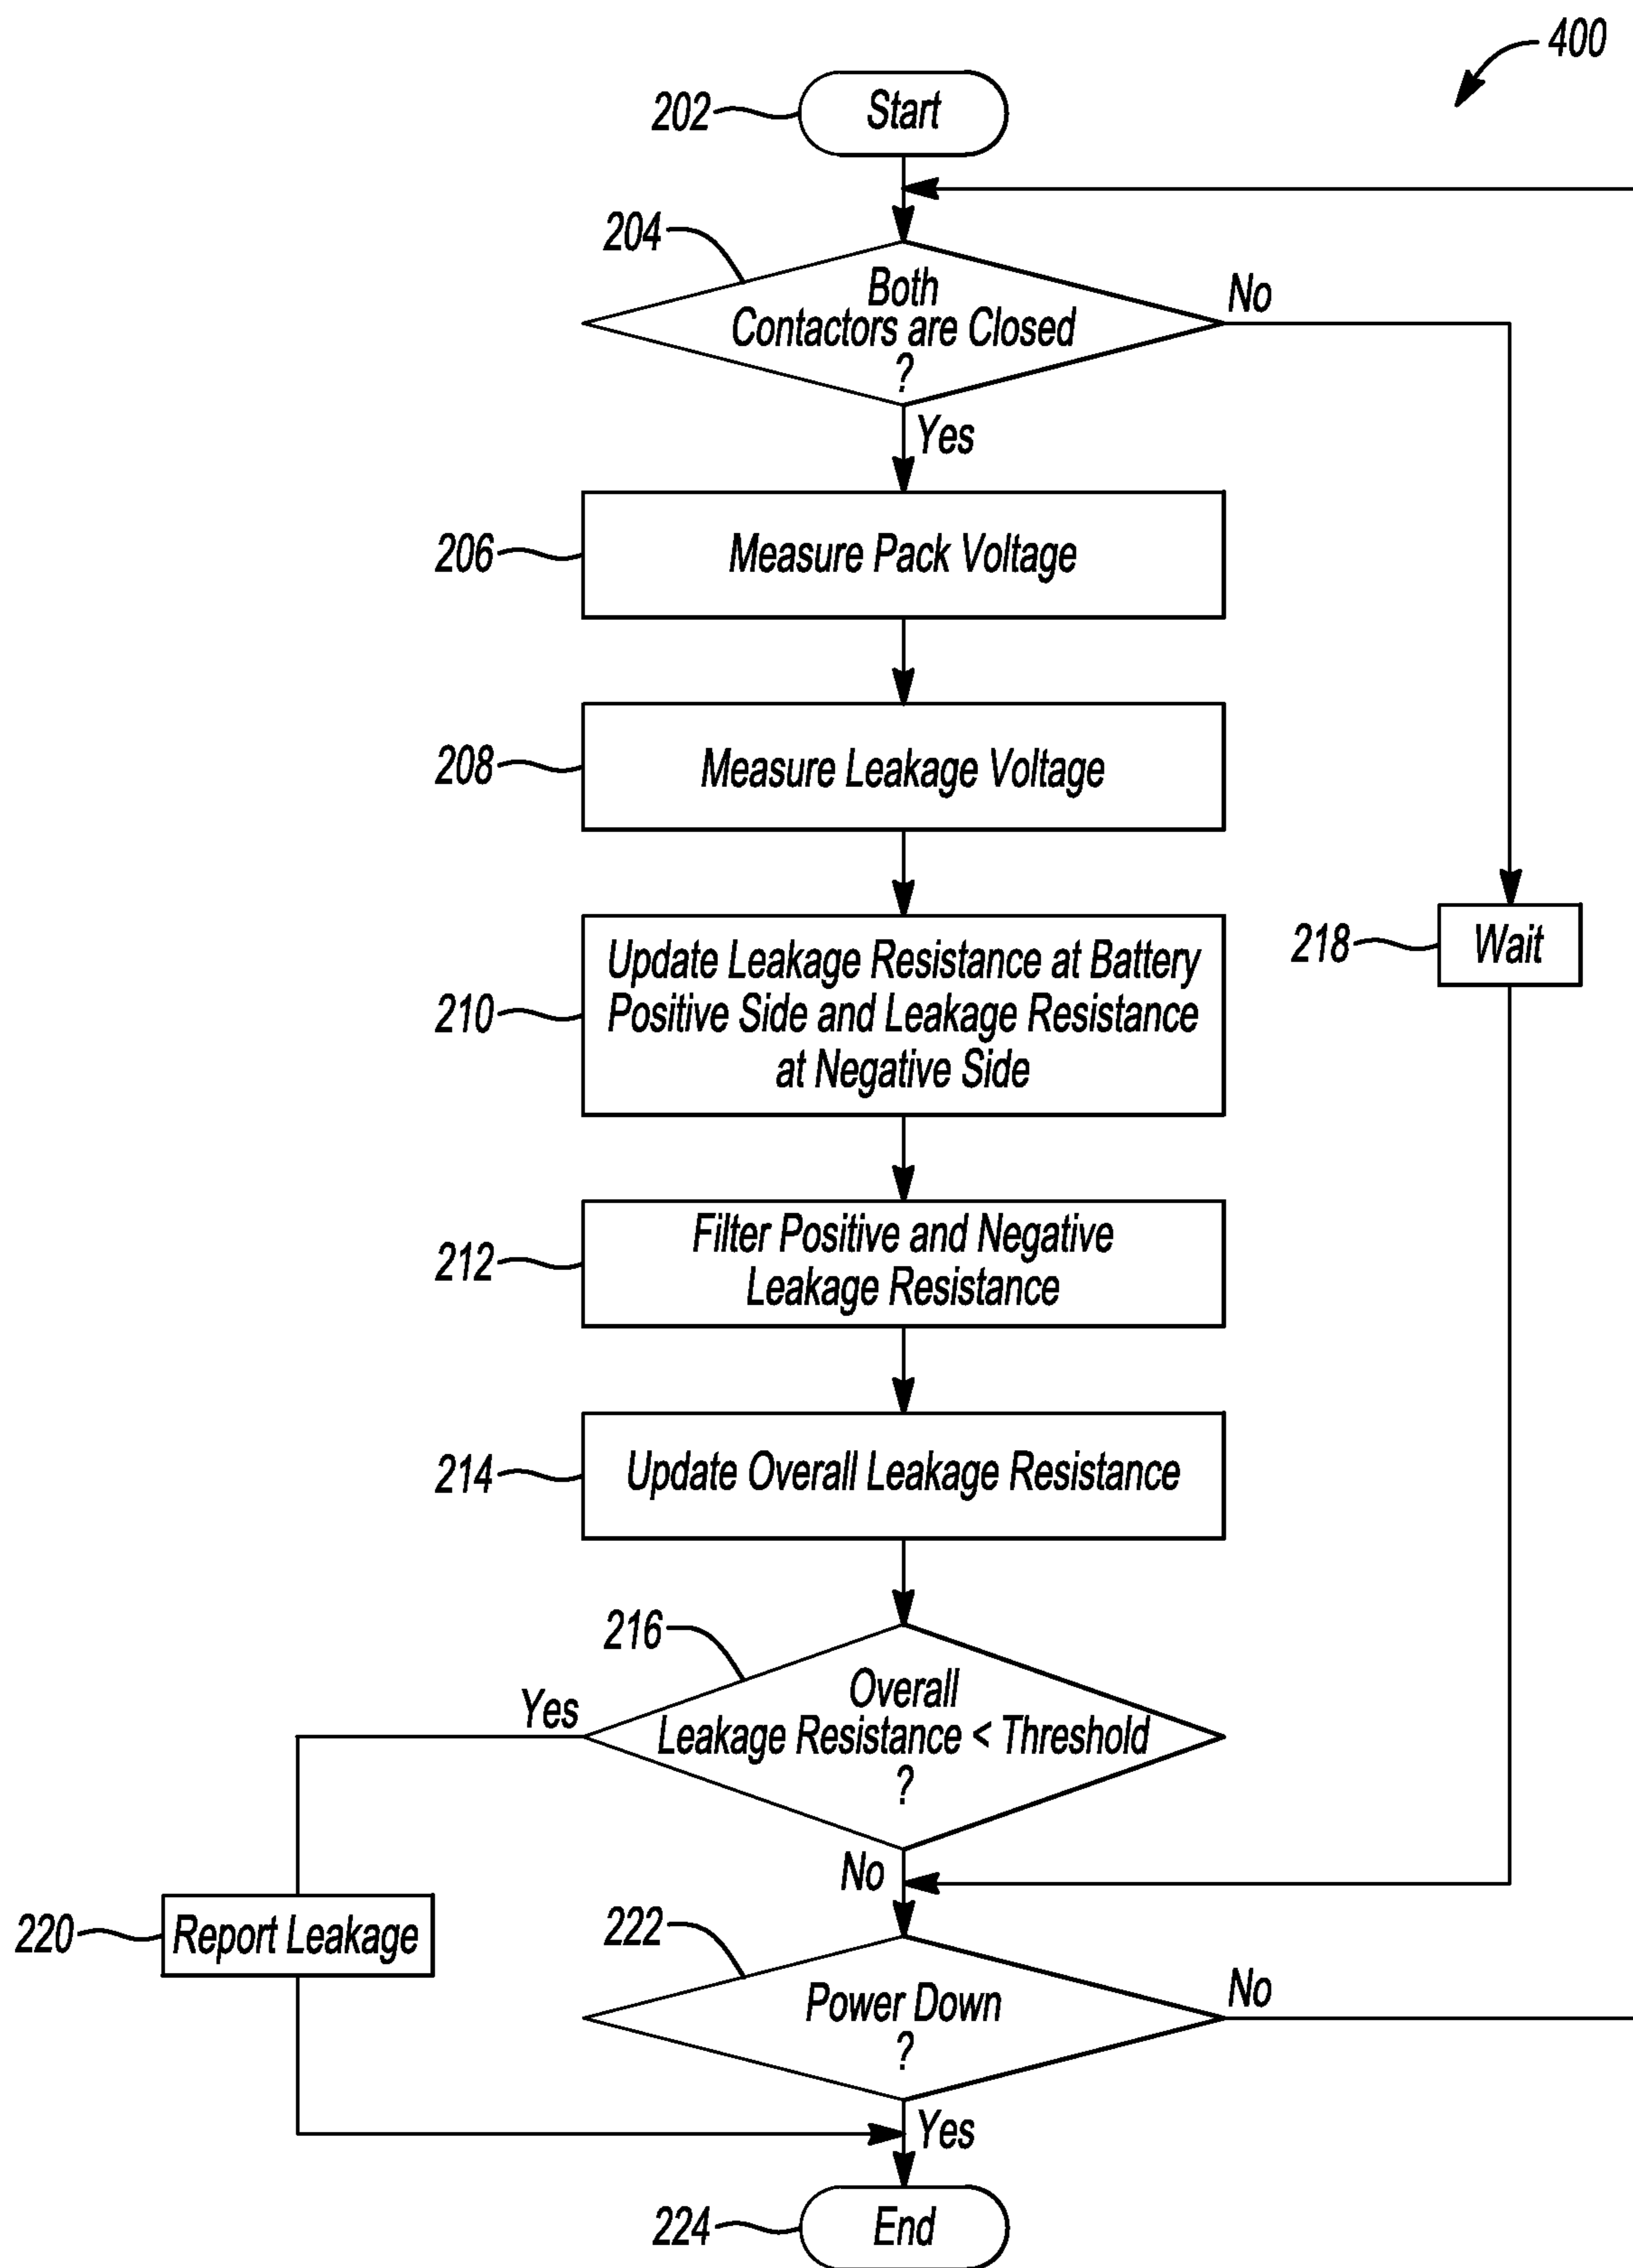 400
202
Start
204
Both
Contactors are Closed
?
No
Yes
206
Measure Pack Voltage
208
Measure Leakage Voltage
210
Update Leakage Resistance at Battery
Positive Side and Leakage Resistance
at Negative Side
218
Wait
212
Filter Positive and Negative
Leakage Resistance
214
Update Overall Leakage Resistance
216
Overall
Leakage Resistance < Threshold
?
Yes
No
220
Report Leakage
222
Power Down
?
No
Yes
224
End